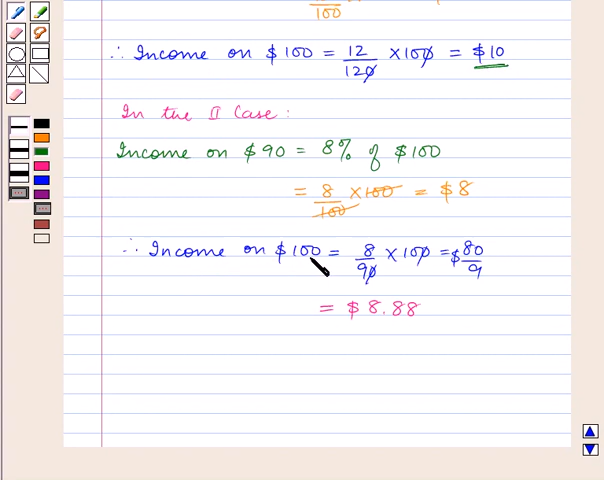 100
∴ Income on $100 = 12/120 × 100 = $10
In the II Case:
Income on $90 = 8% of $100
= 8/100 × 100 = $8
∴ Income on $100 = 8/90 × 100 = $80/9
= $8.88